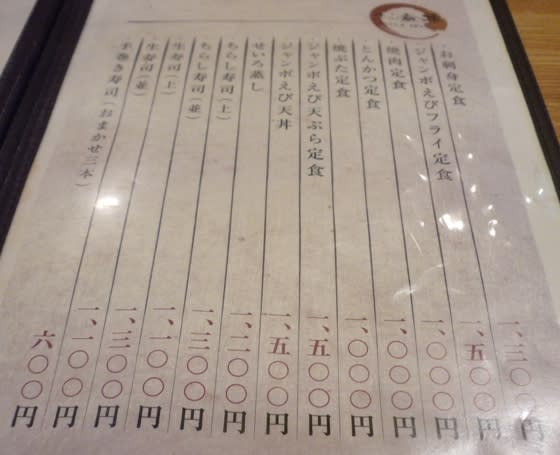 お刺身定食 一、三〇〇円
ジャンボえびフライ定食 一、五〇〇円
焼肉定食 一、〇〇〇円
とんかつ定食 一、〇〇〇円
焼ぶた定食 一、〇〇〇円
ジャンボえび天ぷら定食 一、五〇〇円
ジャンボえび天丼 一、五〇〇円
せいろ蒸し 一、二〇〇円
ちらし寿司(上) 一、三〇〇円
ちらし寿司(並) 一、一〇〇円
生寿司(上) 一、三〇〇円
生寿司(並) 一、一〇〇円
手巻き寿司(おまかせ三本) 六〇〇円